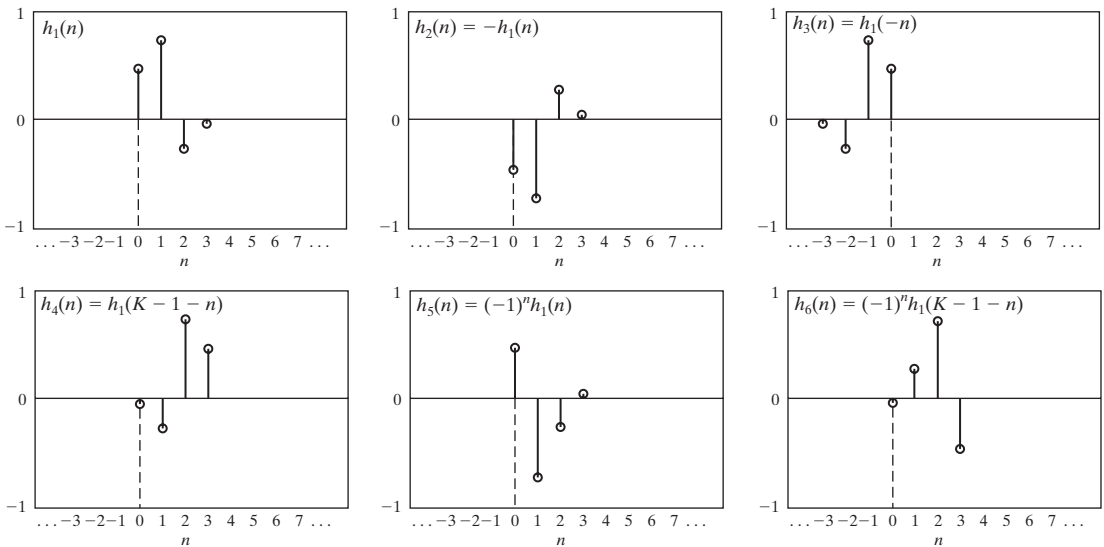 h₁(n)
1
0
−1
. . . −3 −2 −1 0 1 2 3 4 5 6 7 . . .
n
h₂(n) = −h₁(n)
1
0
−1
. . . −3 −2 −1 0 1 2 3 4 5 6 7 . . .
n
h₃(n) = h₁(−n)
1
0
−1
. . . −3 −2 −1 0 1 2 3 4 5 6 7 . . .
n
h₄(n) = h₁(K − 1 − n)
1
0
−1
. . . −3 −2 −1 0 1 2 3 4 5 6 7 . . .
n
h₅(n) = (−1)ⁿh₁(n)
1
0
−1
. . . −3 −2 −1 0 1 2 3 4 5 6 7 . . .
n
h₆(n) = (−1)ⁿh₁(K − 1 − n)
1
0
−1
. . . −3 −2 −1 0 1 2 3 4 5 6 7 . . .
n